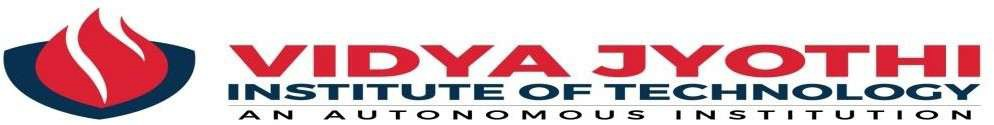 VIDYA JYOTHI
INSTITUTE OF TECHNOLOGY
AN AUTONOMOUS INSTITUTION